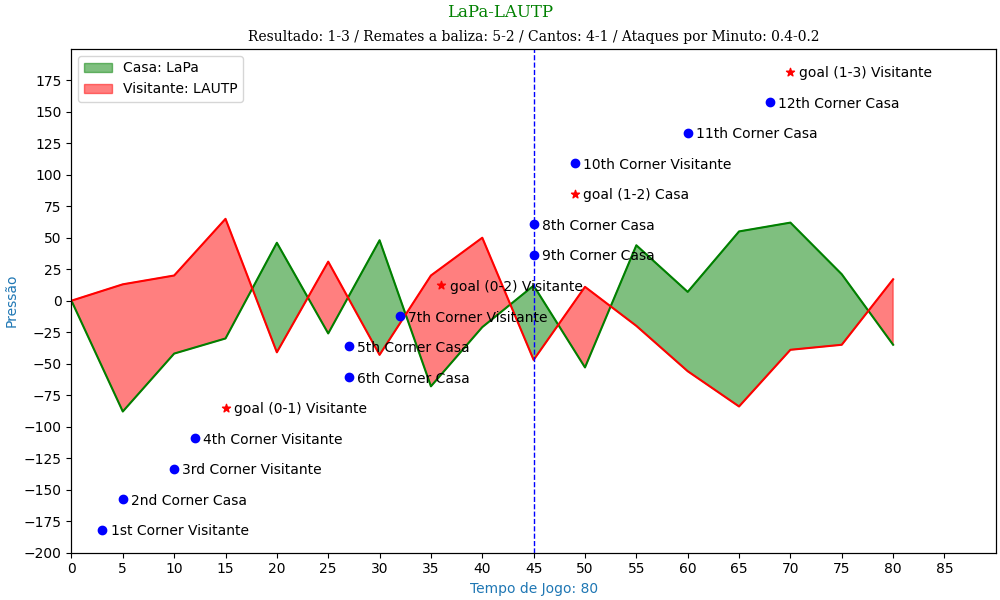 LaPa-LAUTP
Resultado: 1-3 / Remates a baliza: 5-2 / Cantos: 4-1 / Ataques por Minuto: 0.4-0.2
Casa: LaPa
Visitante: LAUTP
goal (1-3) Visitante
12th Corner Casa
11th Corner Casa
10th Corner Visitante
goal (1-2) Casa
8th Corner Casa
9th Corner Casa
goal (0-2) Visitante
7th Corner Visitante
5th Corner Casa
6th Corner Casa
goal (0-1) Visitante
4th Corner Visitante
3rd Corner Visitante
2nd Corner Casa
1st Corner Visitante
Pressão
175
150
125
100
75
50
25
0
−25
−50
−75
−100
−125
−150
−175
−200
0 5 10 15 20 25 30 35 40 45 50 55 60 65 70 75 80 85
Tempo de Jogo: 80